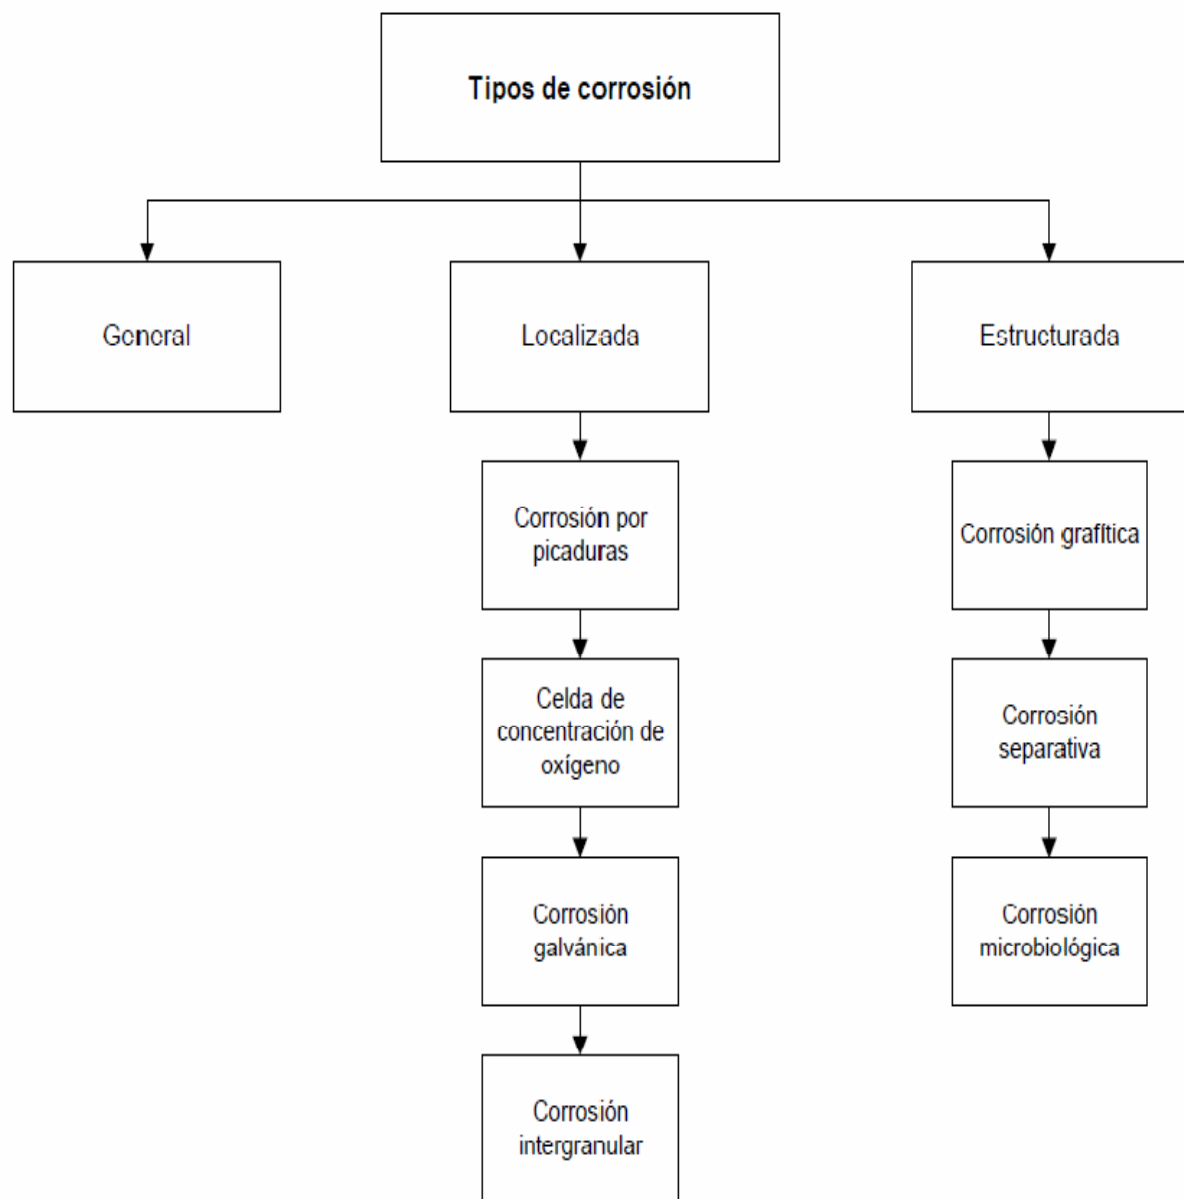 Tipos de corrosión
General
Localizada
Estructurada
Corrosión por
picaduras
Corrosión grafítica
Celda de
concentración de
oxígeno
Corrosión
separativa
Corrosión
galvánica
Corrosión
microbiológica
Corrosión
intergranular